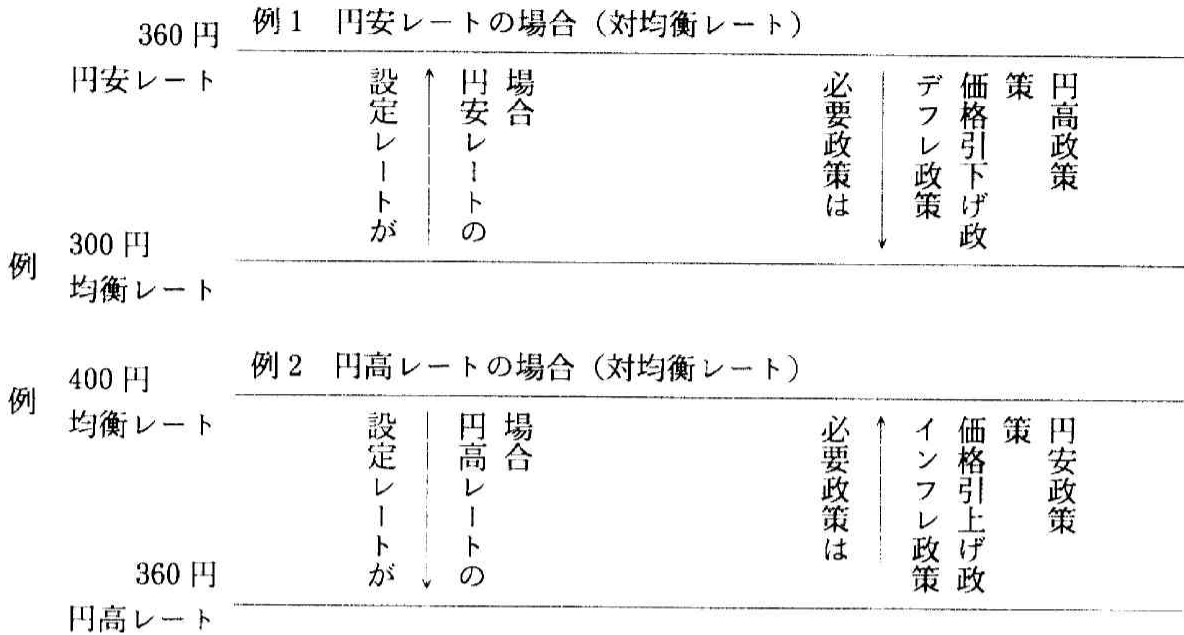 例1 円安レートの場合（対均衡レート）
360円
円安レート
設定レートが
円安レートの
場合
必要政策は
デフレ政策
価格引下げ政
策
円高政策
例
300円
均衡レート
例2 円高レートの場合（対均衡レート）
例
400円
均衡レート
設定レートが
円高レートの
場合
必要政策は
インフレ政策
価格引上げ政
策
円安政策
360円
円高レート